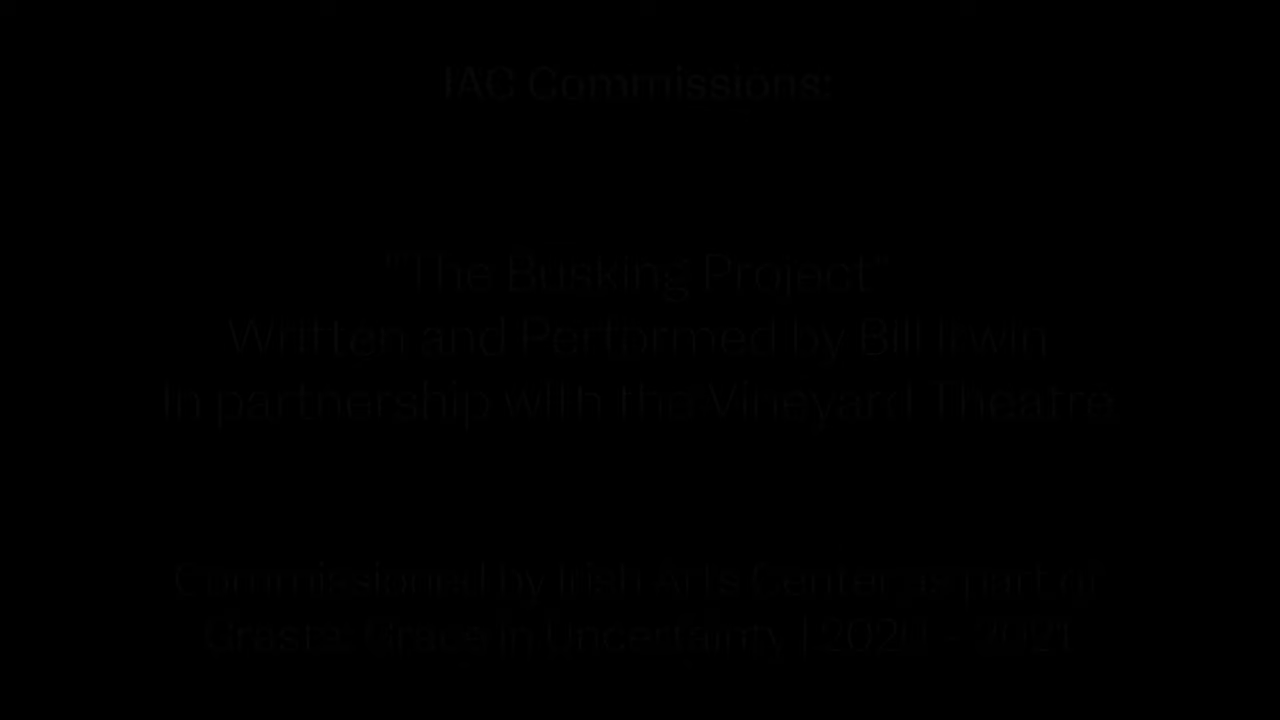 IAC Commissions:
"The Busking Project"
Written and Performed by Bill Irwin
In partnership with the Vineyard Theatre
Commissioned by Irish Arts Center as part of
Grásta: Grace in Uncertainty | 2020 - 2021